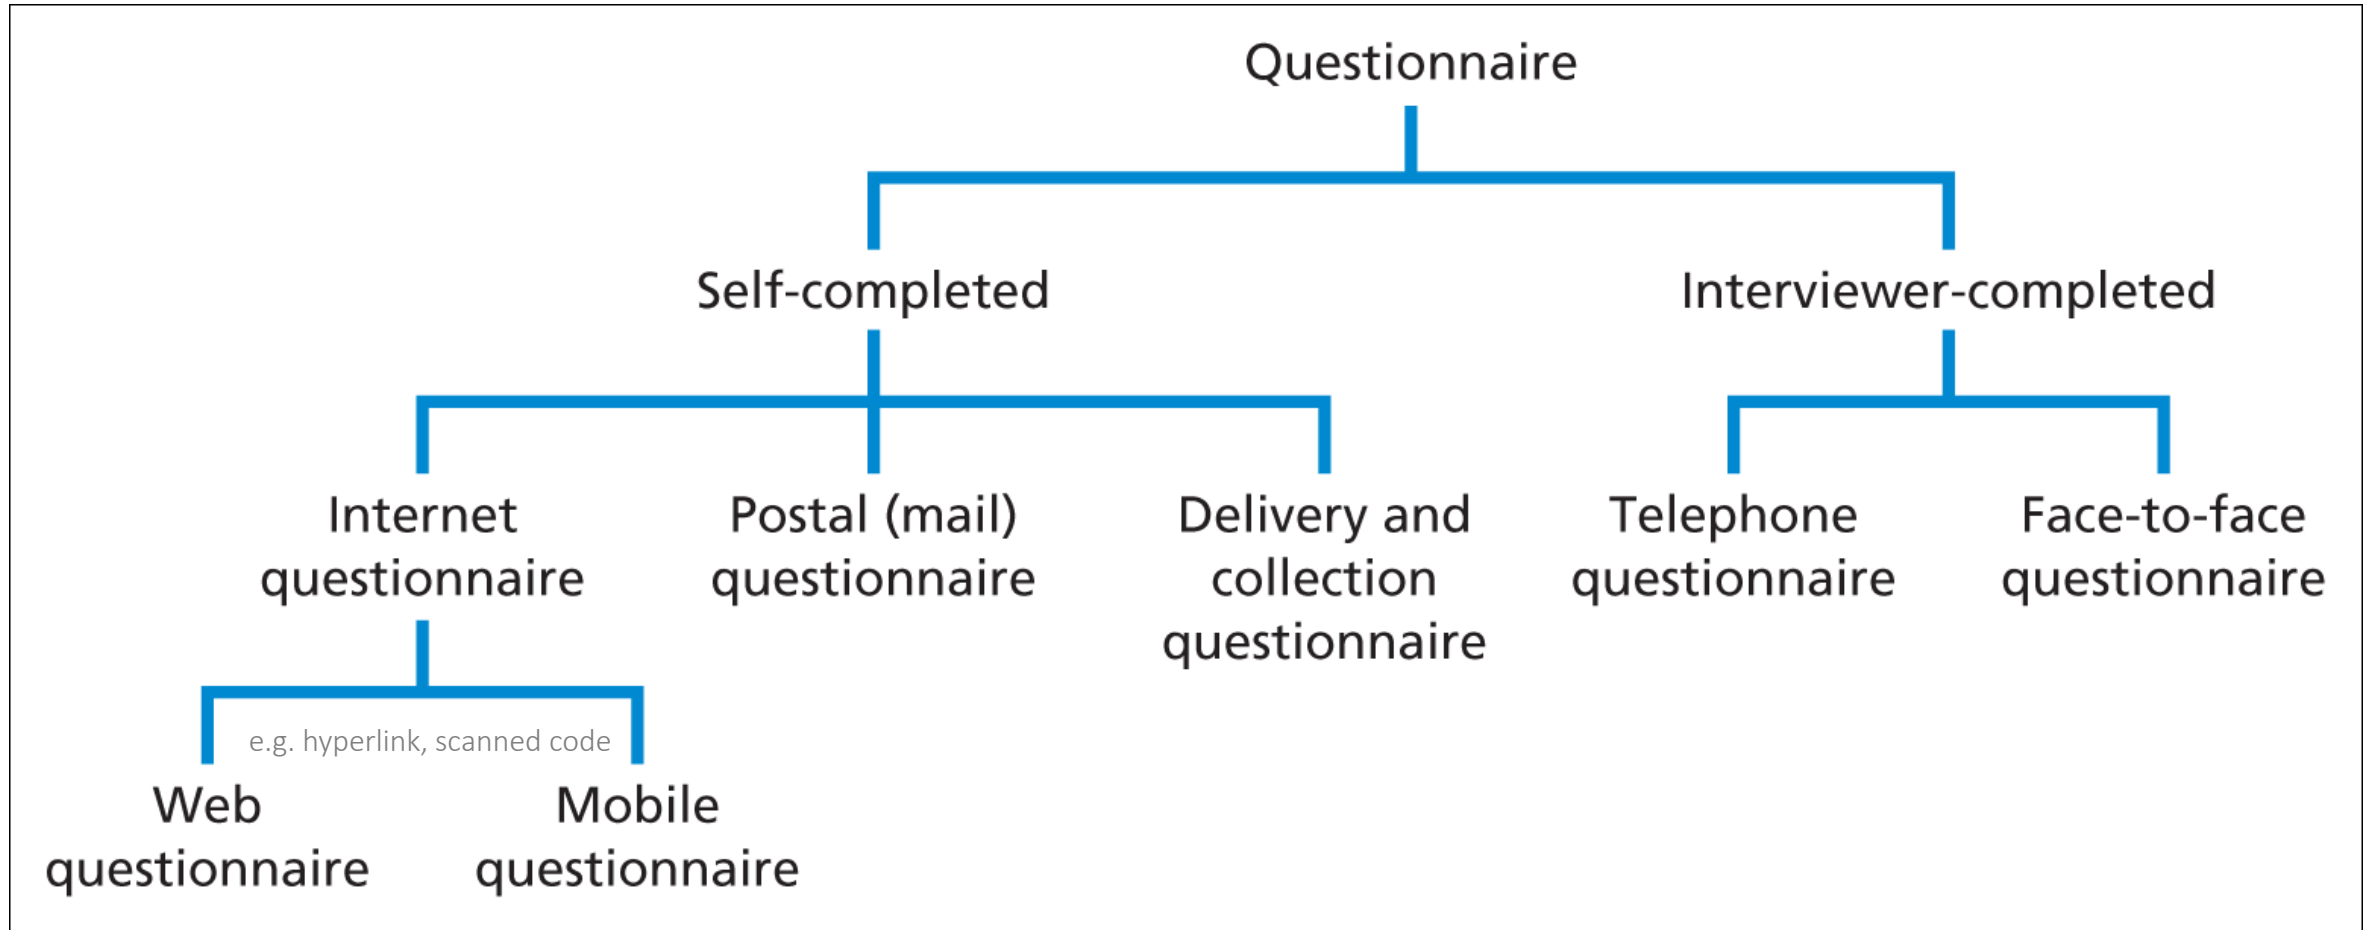 Questionnaire
Self-completed
Interviewer-completed
Internet
questionnaire
Postal (mail)
questionnaire
Delivery and
collection
questionnaire
Telephone
questionnaire
Face-to-face
questionnaire
e.g. hyperlink, scanned code
Web
questionnaire
Mobile
questionnaire